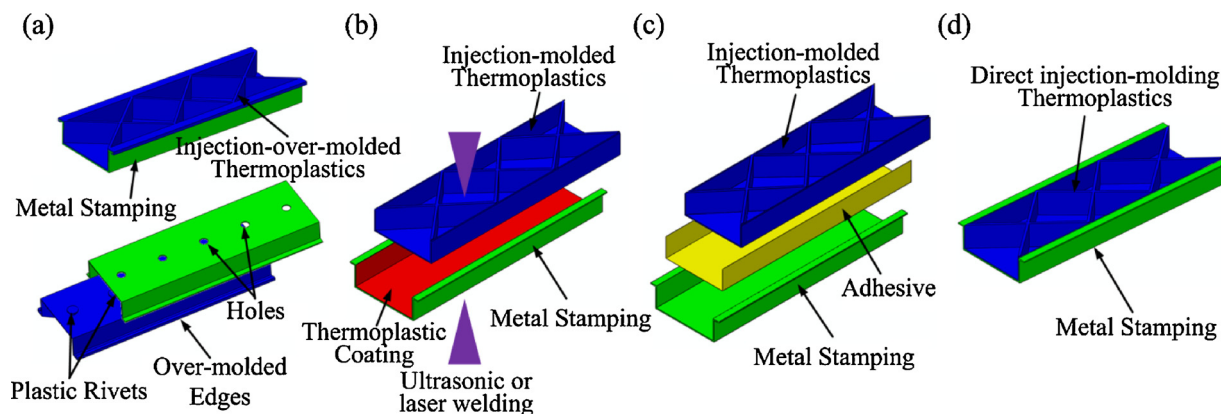 (a)
Injection-over-molded
Thermoplastics
Metal Stamping
Holes
Plastic Rivets
Over-molded
Edges
(b)
Injection-molded
Thermoplastics
Thermoplastic
Coating
Metal Stamping
Ultrasonic or
laser welding
(c)
Injection-molded
Thermoplastics
Adhesive
Metal Stamping
(d)
Direct injection-molding
Thermoplastics
Metal Stamping